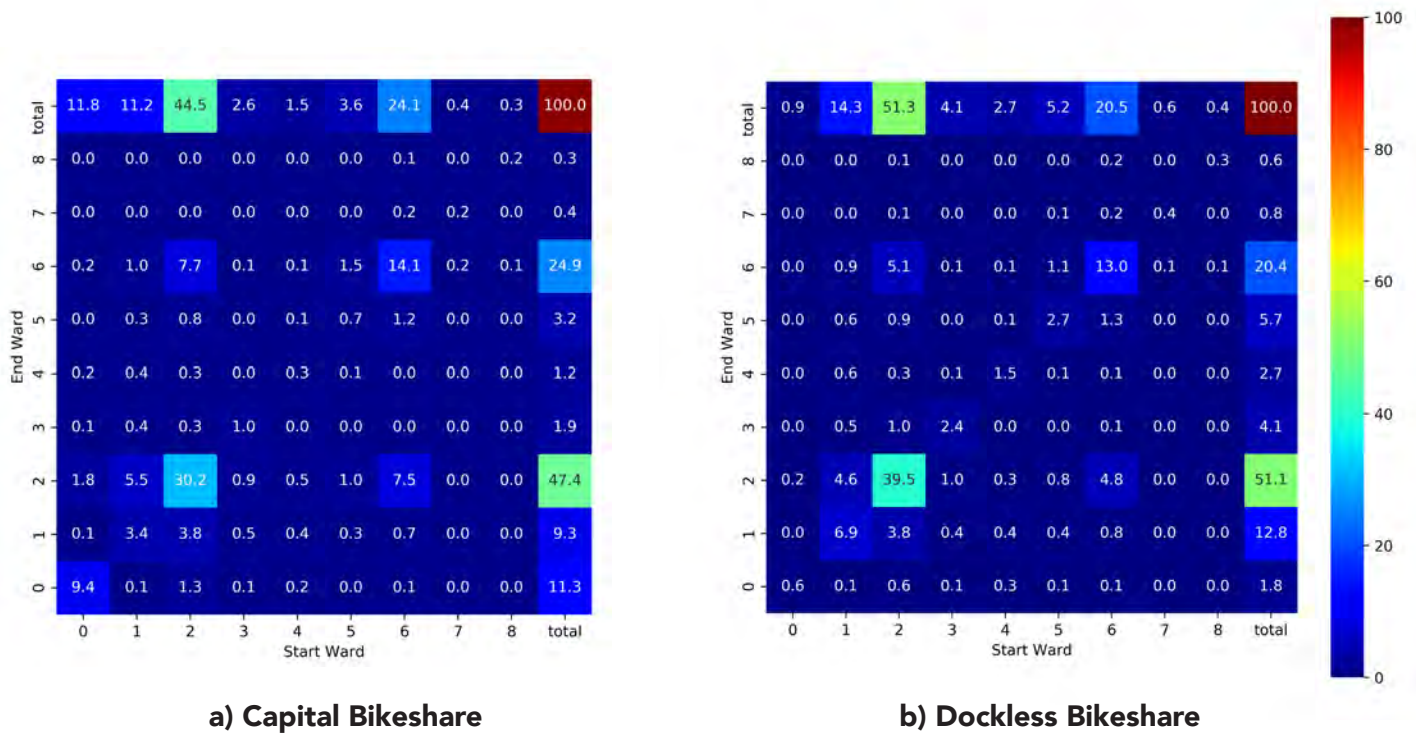 100
80
60
40
20
0
total 11.8 11.2 44.5 2.6 1.5 3.6 24.1 0.4 0.3 100.0
8 0.0 0.0 0.0 0.0 0.0 0.0 0.1 0.0 0.2 0.3
7 0.0 0.0 0.0 0.0 0.0 0.0 0.2 0.2 0.0 0.4
6 0.2 1.0 7.7 0.1 0.1 1.5 14.1 0.2 0.1 24.9
5 0.0 0.3 0.8 0.0 0.1 0.7 1.2 0.0 0.0 3.2
4 0.2 0.4 0.3 0.0 0.3 0.1 0.0 0.0 0.0 1.2
3 0.1 0.4 0.3 1.0 0.0 0.0 0.0 0.0 0.0 1.9
2 1.8 5.5 30.2 0.9 0.5 1.0 7.5 0.0 0.0 47.4
1 0.1 3.4 3.8 0.5 0.4 0.3 0.7 0.0 0.0 9.3
0 9.4 0.1 1.3 0.1 0.2 0.0 0.1 0.0 0.0 11.3
0 1 2 3 4 5 6 7 8 total
End Ward
Start Ward
a) Capital Bikeshare
total 0.9 14.3 51.3 4.1 2.7 5.2 20.5 0.6 0.4 100.0
8 0.0 0.0 0.1 0.0 0.0 0.0 0.2 0.0 0.3 0.6
7 0.0 0.0 0.1 0.0 0.0 0.1 0.2 0.4 0.0 0.8
6 0.0 0.9 5.1 0.1 0.1 1.1 13.0 0.1 0.1 20.4
5 0.0 0.6 0.9 0.0 0.1 2.7 1.3 0.0 0.0 5.7
4 0.0 0.6 0.3 0.1 1.5 0.1 0.1 0.0 0.0 2.7
3 0.0 0.5 1.0 2.4 0.0 0.0 0.1 0.0 0.0 4.1
2 0.2 4.6 39.5 1.0 0.3 0.8 4.8 0.0 0.0 51.1
1 0.0 6.9 3.8 0.4 0.4 0.4 0.8 0.0 0.0 12.8
0 0.6 0.1 0.6 0.1 0.3 0.1 0.1 0.0 0.0 1.8
0 1 2 3 4 5 6 7 8 total
End Ward
Start Ward
b) Dockless Bikeshare